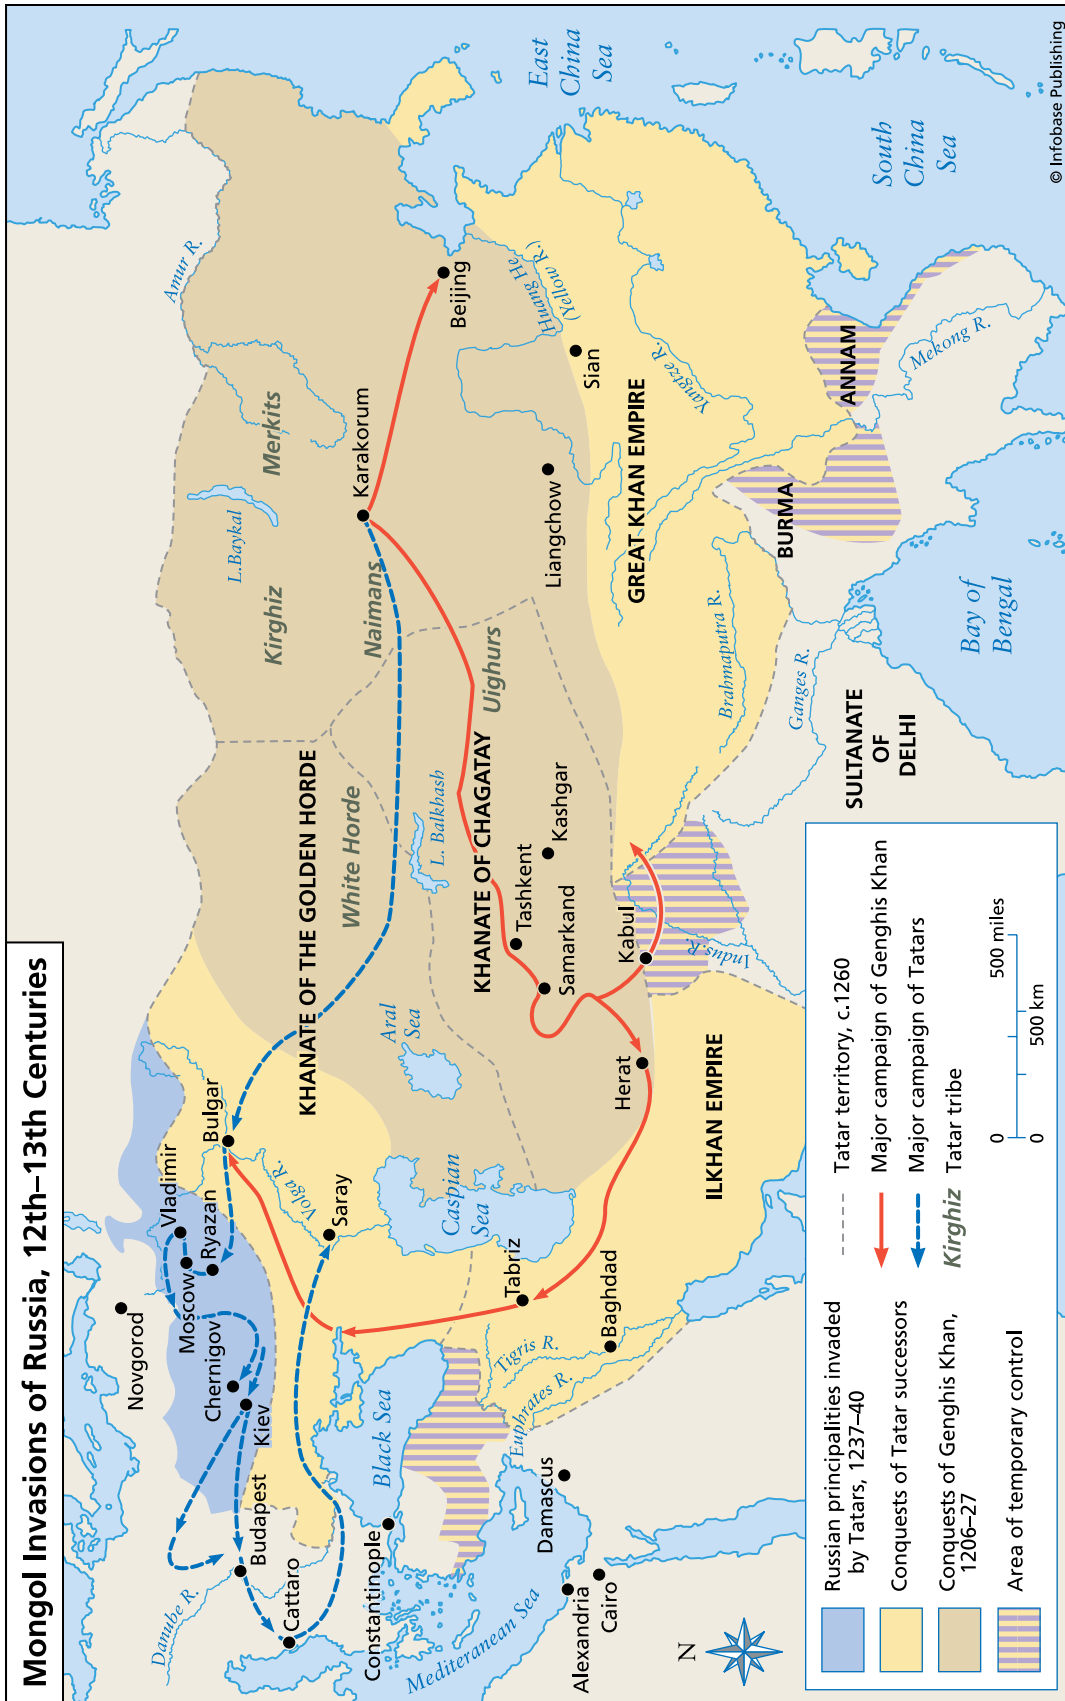 Mongol Invasions of Russia, 12th–13th Centuries
Novgorod
Vladimir
Moscow
Ryazan
Bulgar
Chernigov
Kiev
Budapest
Danube R.
Cattaro
Constantinople
Black Sea
Mediterranean Sea
Alexandria
Cairo
Damascus
Euphrates R.
Tigris R.
Baghdad
Tabriz
Volga R.
Saray
Caspian
Sea
Aral
Sea
KHANATE OF THE GOLDEN HORDE
White Horde
L. Balkhash
KHANATE OF CHAGATAY
Tashkent
Samarkand
Kashgar
Kabul
Herat
Indus.R.
ILKHAN EMPIRE
Kirghiz
Naimans
Uighurs
Merkits
L.Baykal
Amur R.
Karakorum
Beijing
Liangchow
Sian
Huang He
(Yellow R.)
Yangtze R.
GREAT KHAN EMPIRE
Brahmaputra R.
Ganges R.
SULTANATE
OF
DELHI
BURMA
ANNAM
Mekong R.
Bay of
Bengal
East
China
Sea
South
China
Sea
N
Russian principalities invaded
by Tatars, 1237–40
Conquests of Tatar successors
Conquests of Genghis Khan,
1206–27
Area of temporary control
Tatar territory, c.1260
Major campaign of Genghis Khan
Major campaign of Tatars
Kirghiz Tatar tribe
0 500 miles
0 500 km
© Infobase Publishing